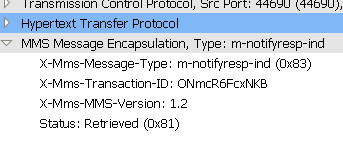 Transmission Control Protocol, Src Port: 44690 (44690),
Hypertext Transfer Protocol
MMS Message Encapsulation, Type: m-notifyresp-ind
X-Mms-Message-Type: m-notifyresp-ind (0x83)
X-Mms-Transaction-ID: ONmcR6FcxNKB
X-Mms-MMS-Version: 1.2
Status: Retrieved (0x81)